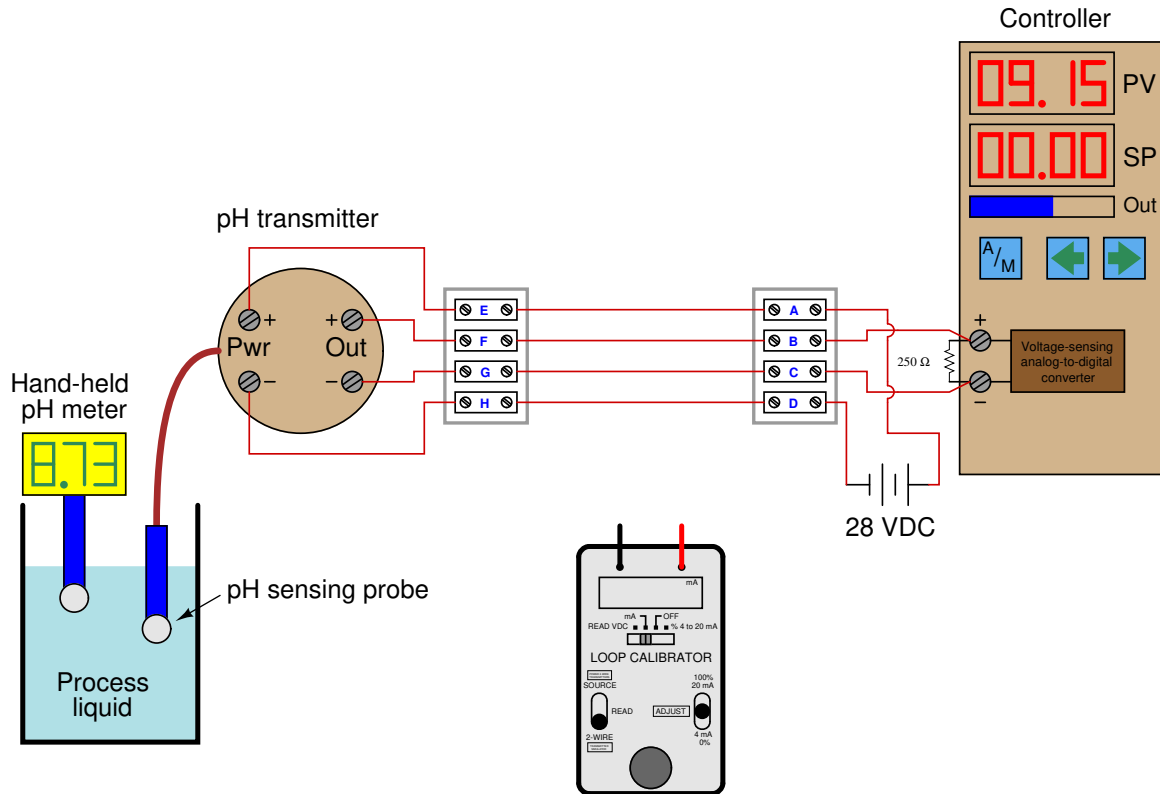 Controller
09.15 PV
00.00 SP
Out
A/M
+
−
250 Ω
Voltage-sensing
analog-to-digital
converter
pH transmitter
+ +
Pwr Out
− −
E
F
G
H
A
B
C
D
28 VDC
Hand-held
pH meter
8.73
pH sensing probe
Process
liquid
mA
mA OFF
READ VDC % 4 to 20 mA
LOOP CALIBRATOR
SOURCE
READ
2-WIRE
100%
20 mA
ADJUST
4 mA
0%